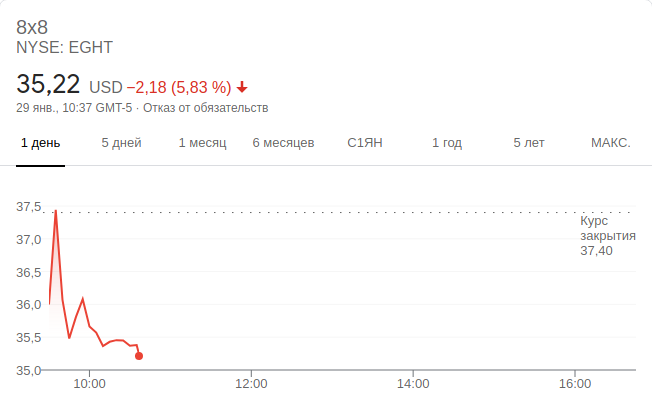 8x8
NYSE: EGHT
35,22 USD −2,18 (5,83 %)
29 янв., 10:37 GMT-5 · Отказ от обязательств
1 день 5 дней 1 месяц 6 месяцев С1ЯН 1 год 5 лет МАКС.
37,5
37,0
36,5
36,0
35,5
35,0
Курс
закрытия
37,40
10:00 12:00 14:00 16:00